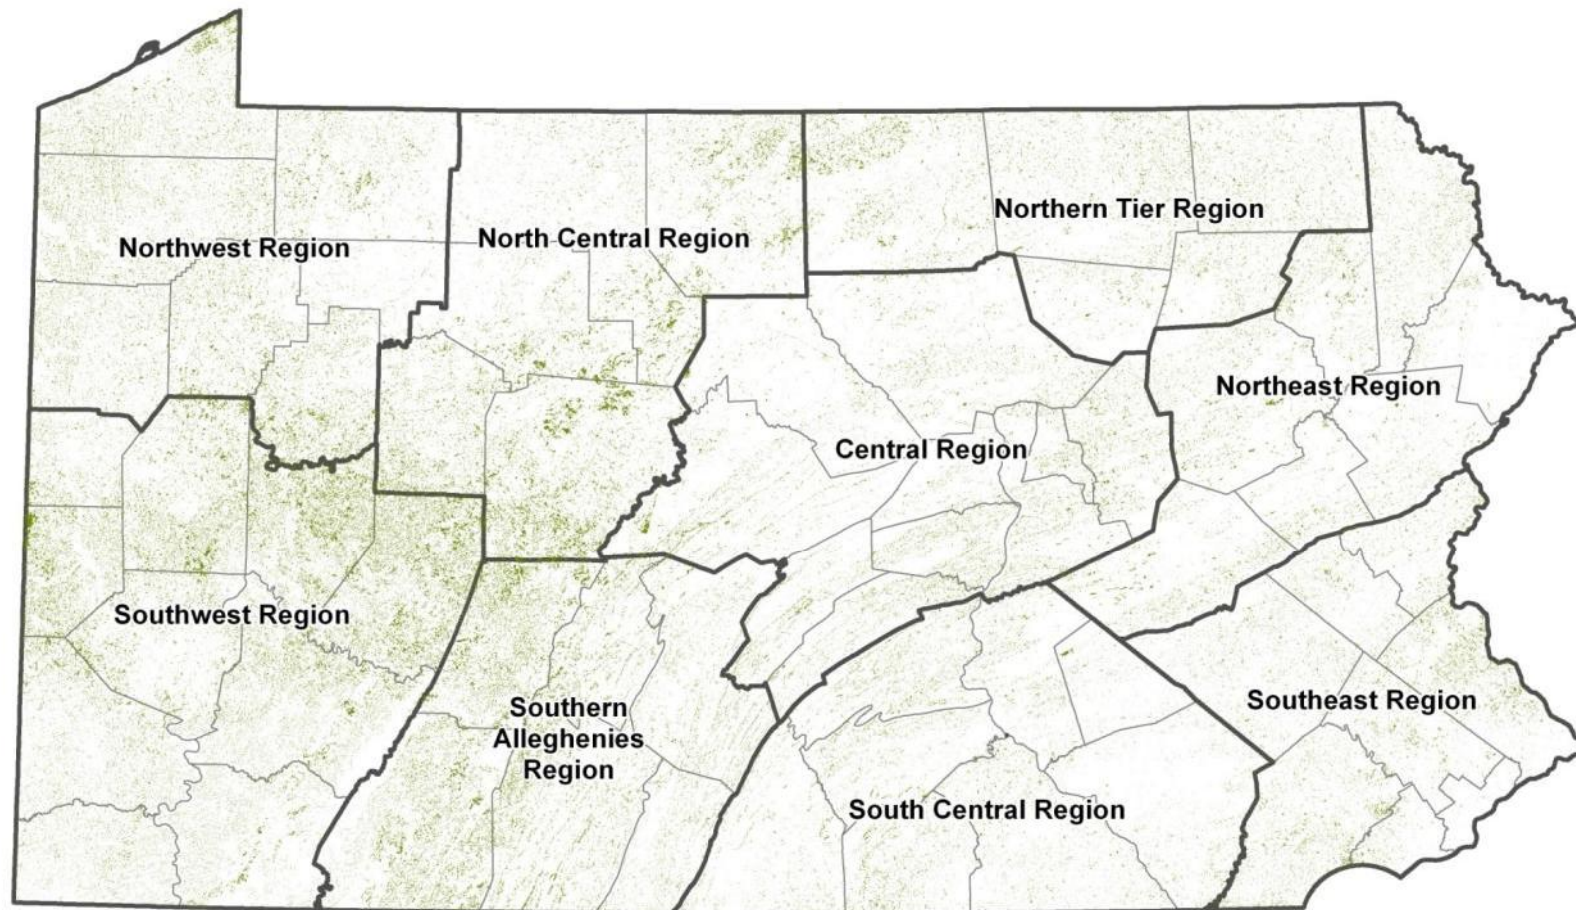 Northern Tier Region
North Central Region
Northwest Region
Northeast Region
Central Region
Southwest Region
Southeast Region
Southern
Alleghenies
Region
South Central Region